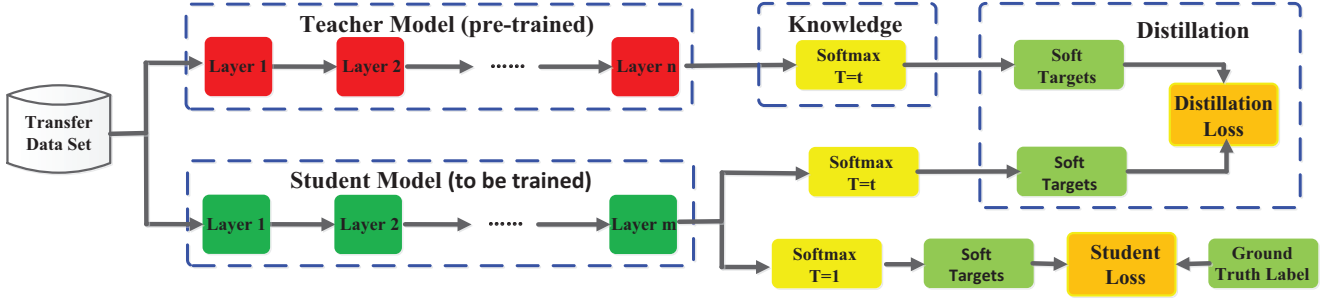 Teacher Model (pre-trained)
Layer 1
Layer 2
......
Layer n
Knowledge
Softmax
T=t
Distillation
Soft
Targets
Distillation
Loss
Transfer
Data Set
Student Model (to be trained)
Layer 1
Layer 2
......
Layer m
Softmax
T=t
Soft
Targets
Softmax
T=1
Soft
Targets
Student
Loss
Ground
Truth Label